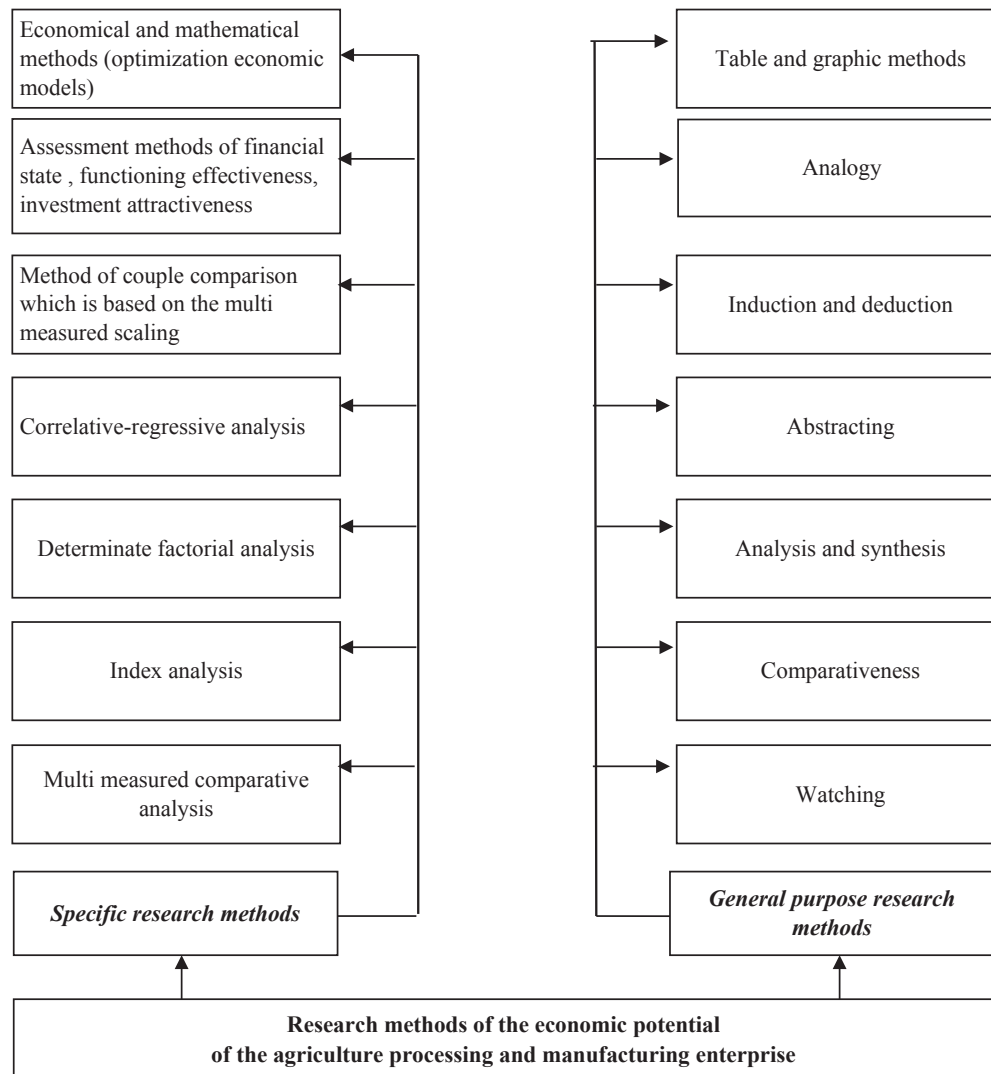 Economical and mathematical
methods (optimization economic
models)
Assessment methods of financial
state , functioning effectiveness,
investment attractiveness
Method of couple comparison
which is based on the multi
measured scaling
Correlative-regressive analysis
Determinate factorial analysis
Index analysis
Multi measured comparative
analysis
Specific research methods
Table and graphic methods
Analogy
Induction and deduction
Abstracting
Analysis and synthesis
Comparativeness
Watching
General purpose research
methods
Research methods of the economic potential
of the agriculture processing and manufacturing enterprise